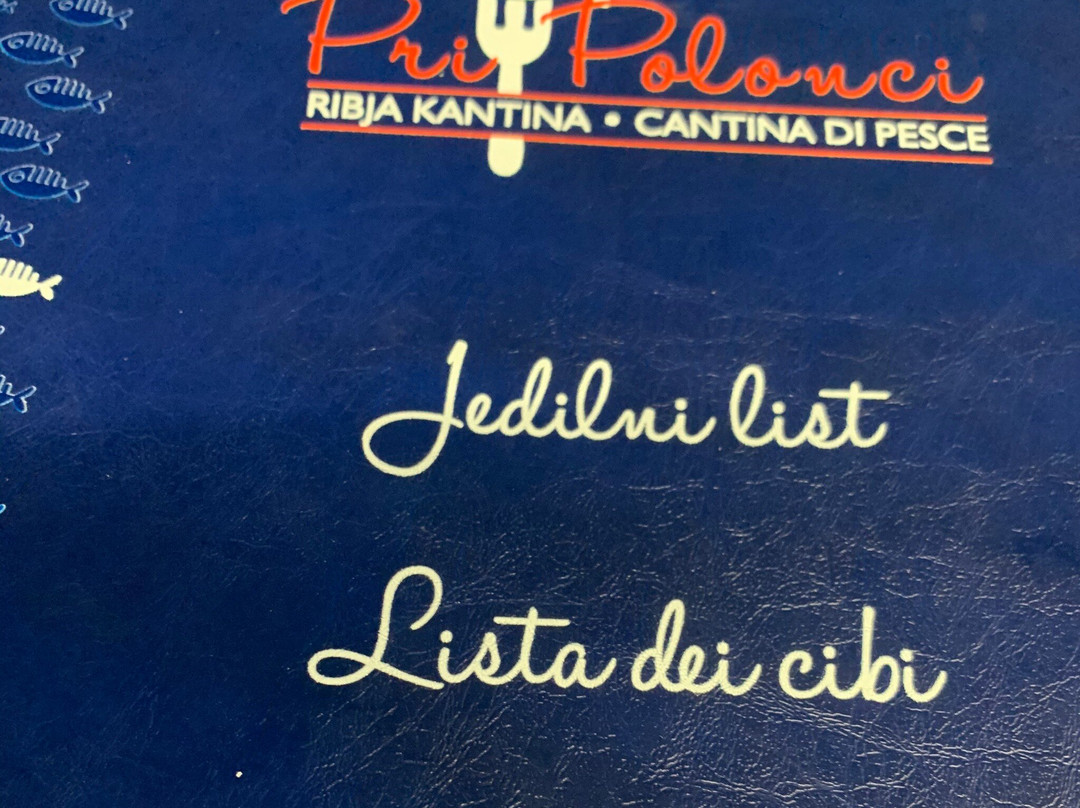 Pri Polonci
RIBJA KANTINA • CANTINA DI PESCE
Jedilni list
Lista dei cibi